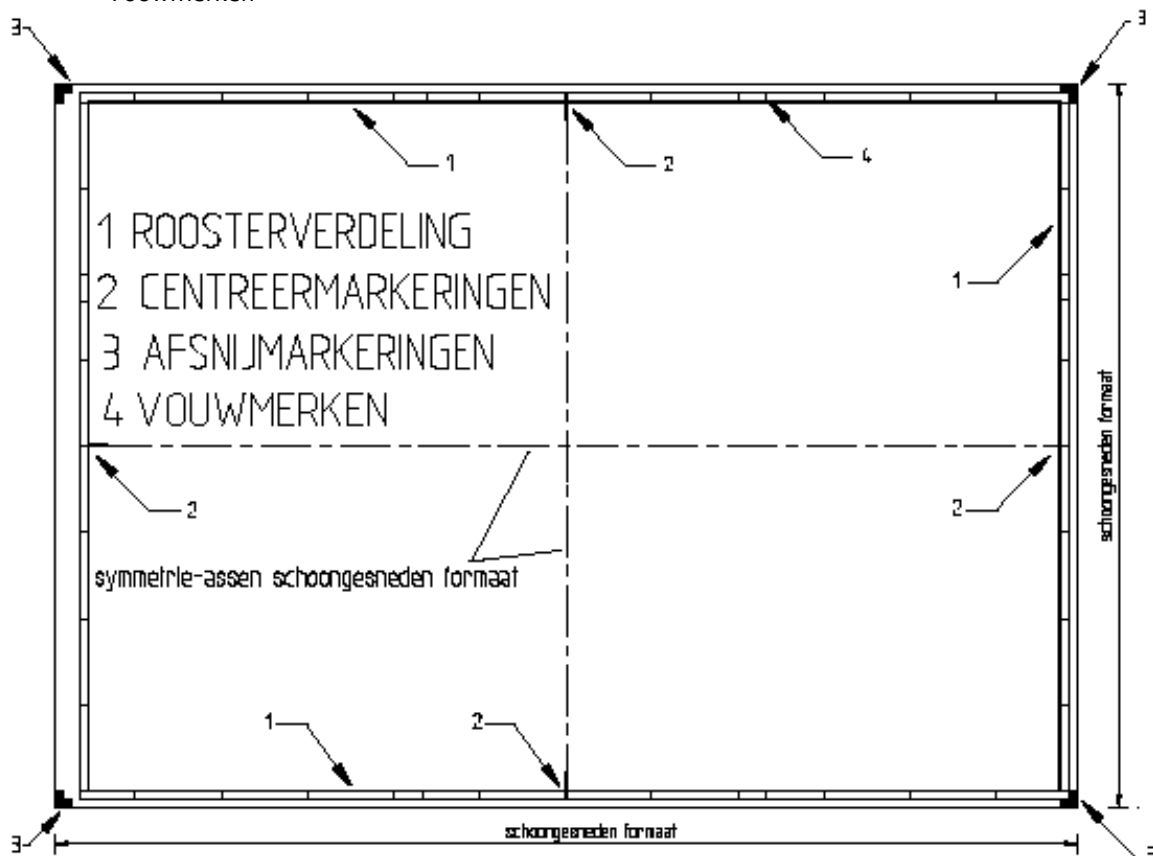 vouwmerken
3
3
1
2
4
1 ROOSTERVERDELING
2 CENTREERMARKERINGEN
3 AFSNIJMARKERINGEN
4 VOUWMERKEN
1
2
2
symmetrie-assen schoongesneden formaat
schoongesneden formaat
1
2
schoongesneden formaat
3